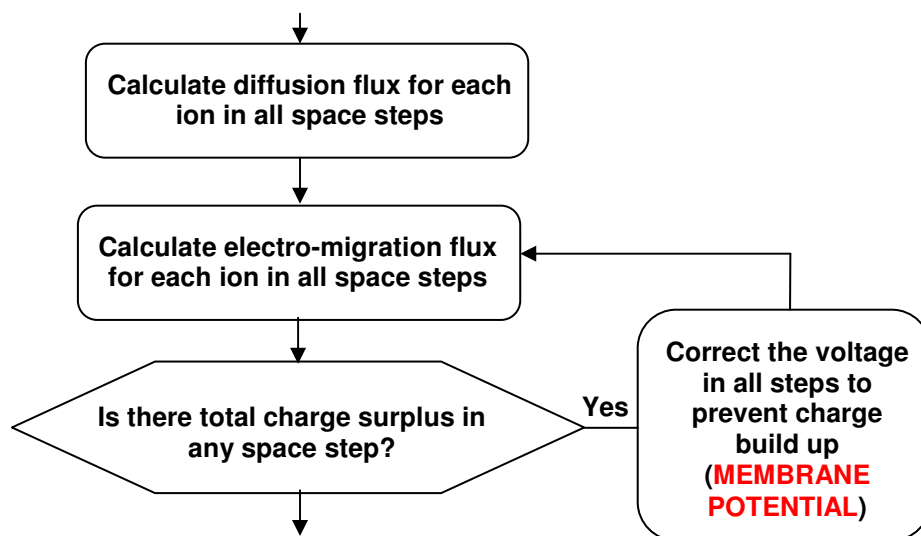 Calculate diffusion flux for each
ion in all space steps
Calculate electro-migration flux
for each ion in all space steps
Is there total charge surplus in
any space step?
Yes
Correct the voltage
in all steps to
prevent charge
build up
(MEMBRANE
POTENTIAL)